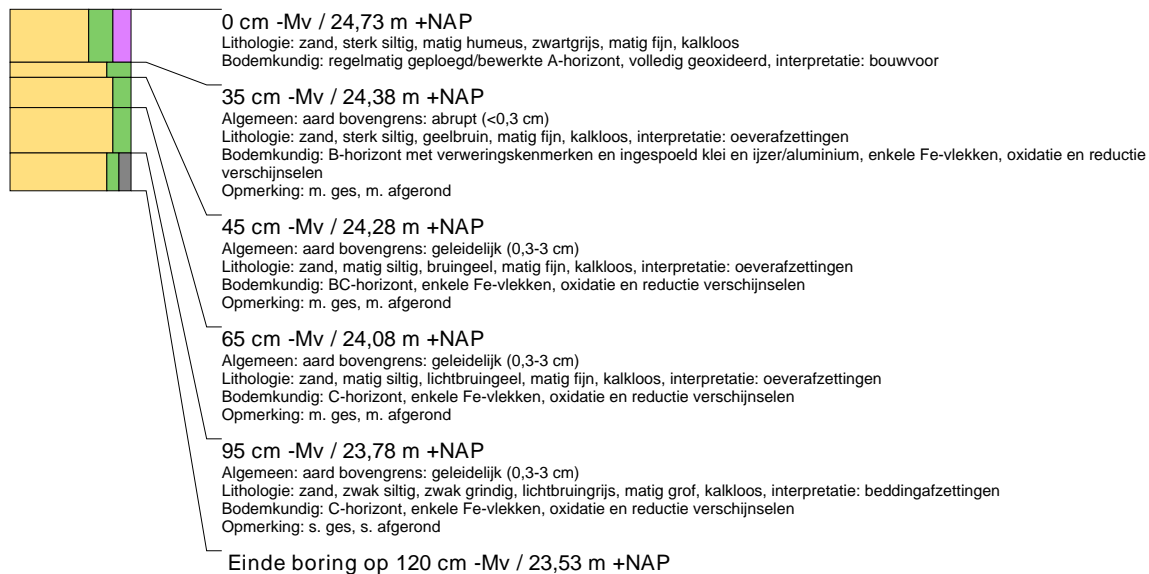 0 cm -Mv / 24,73 m +NAP
Lithologie: zand, sterk siltig, matig humeus, zwartgrijs, matig fijn, kalkloos
Bodemkundig: regelmatig geploegd/bewerkte A-horizont, volledig geoxideerd, interpretatie: bouwvoor
35 cm -Mv / 24,38 m +NAP
Algemeen: aard bovengrens: abrupt (<0,3 cm)
Lithologie: zand, sterk siltig, geelbruin, matig fijn, kalkloos, interpretatie: oeverafzettingen
Bodemkundig: B-horizont met verweringskenmerken en ingespoeld klei en ijzer/aluminium, enkele Fe-vlekken, oxidatie en reductie
verschijnselen
Opmerking: m. ges, m. afgerond
45 cm -Mv / 24,28 m +NAP
Algemeen: aard bovengrens: geleidelijk (0,3-3 cm)
Lithologie: zand, matig siltig, bruingeel, matig fijn, kalkloos, interpretatie: oeverafzettingen
Bodemkundig: BC-horizont, enkele Fe-vlekken, oxidatie en reductie verschijnselen
Opmerking: m. ges, m. afgerond
65 cm -Mv / 24,08 m +NAP
Algemeen: aard bovengrens: geleidelijk (0,3-3 cm)
Lithologie: zand, matig siltig, lichtbruingeel, matig fijn, kalkloos, interpretatie: oeverafzettingen
Bodemkundig: C-horizont, enkele Fe-vlekken, oxidatie en reductie verschijnselen
Opmerking: m. ges, m. afgerond
95 cm -Mv / 23,78 m +NAP
Algemeen: aard bovengrens: geleidelijk (0,3-3 cm)
Lithologie: zand, zwak siltig, zwak grindig, lichtbruingrijs, matig grof, kalkloos, interpretatie: beddingafzettingen
Bodemkundig: C-horizont, enkele Fe-vlekken, oxidatie en reductie verschijnselen
Opmerking: s. ges, s. afgerond
Einde boring op 120 cm -Mv / 23,53 m +NAP